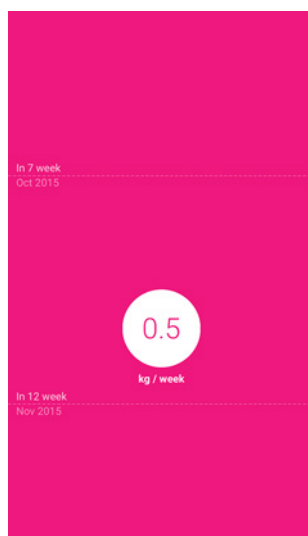 In 7 week
Oct 2015
0.5
kg / week
In 12 week
Nov 2015